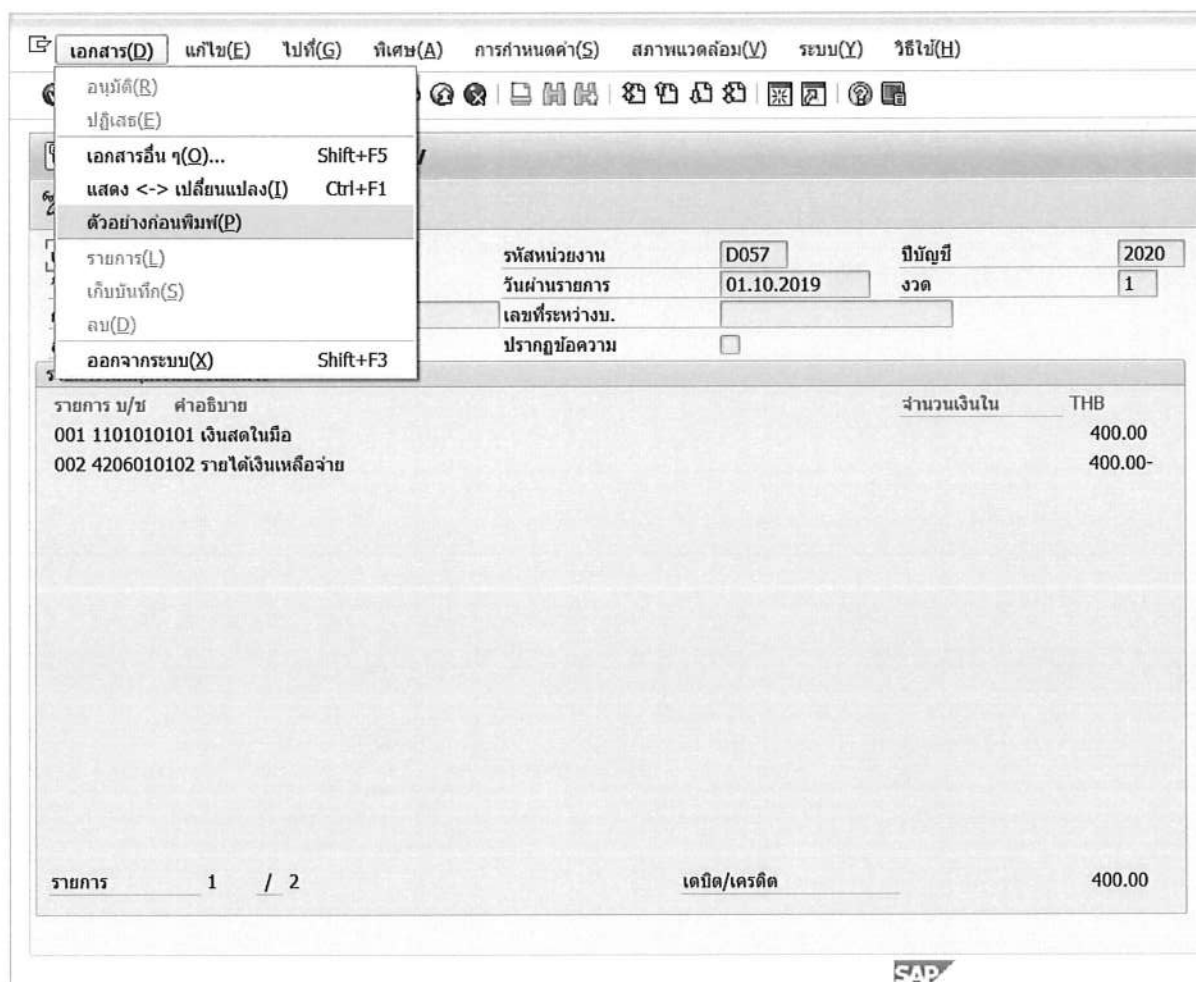 เอกสาร(D) แก้ไข(E) ไปที่(G) พิเศษ(A) การกำหนดค่า(S) สภาพแวดล้อม(V) ระบบ(Y) วิธีใช้(H)
อนุมัติ(R)
ปฏิเสธ(E)
เอกสารอื่น ๆ(O)... Shift+F5
แสดง <-> เปลี่ยนแปลง(I) Ctrl+F1
ตัวอย่างก่อนพิมพ์(P)
รายการ(L)
เก็บบันทึก(S)
ลบ(D)
ออกจากระบบ(X) Shift+F3
รหัสหน่วยงาน D057 ปีบัญชี 2020
วันผ่านรายการ 01.10.2019 งวด 1
เลขที่ระหว่างบ.
ปรากฏข้อความ
รายการ บ/ช คำอธิบาย จำนวนเงินใน THB
001 1101010101 เงินสดในมือ 400.00
002 4206010102 รายได้เงินเหลือจ่าย 400.00-
รายการ 1 / 2 เดบิต/เครดิต 400.00
SAP